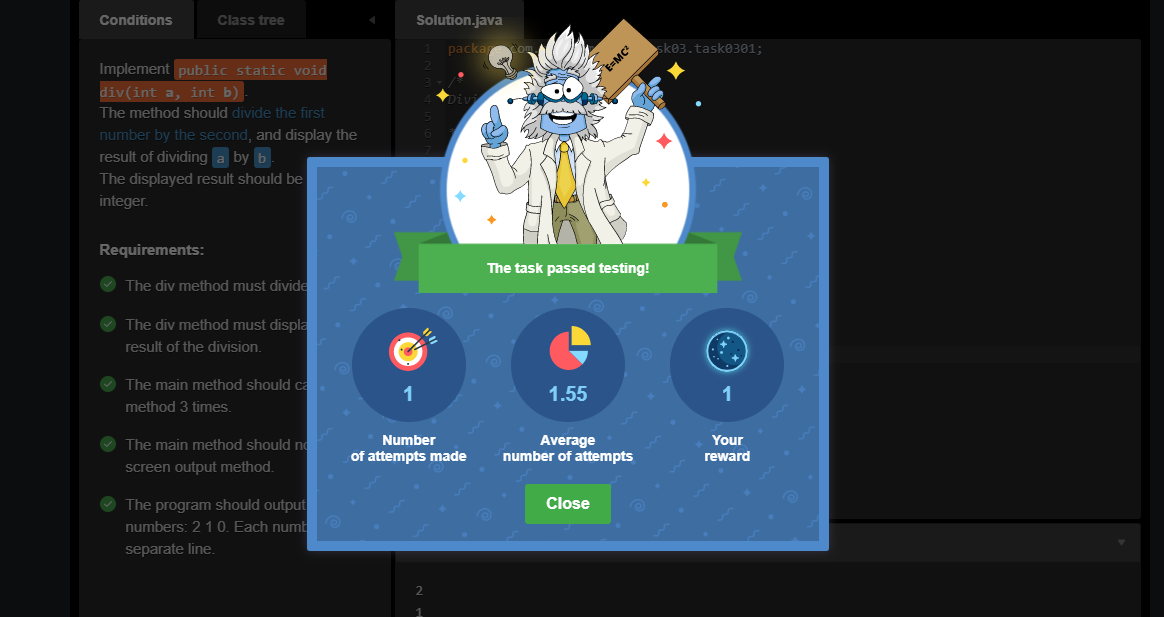 Conditions
Class tree
Solution.java
Implement public static void
div(int a, int b).
The method should divide the first
number by the second, and display the
result of dividing a by b.
The displayed result should be
integer.
Requirements:
The div method must divide
The div method must displa
result of the division.
The main method should ca
method 3 times.
The main method should no
screen output method.
The program should output
numbers: 2 1 0. Each numb
separate line.
1
2
3 /*
4
5
6
7
task03.task0301;
E=MC²
The task passed testing!
1
Number
of attempts made
1.55
Average
number of attempts
1
Your
reward
Close
2
1